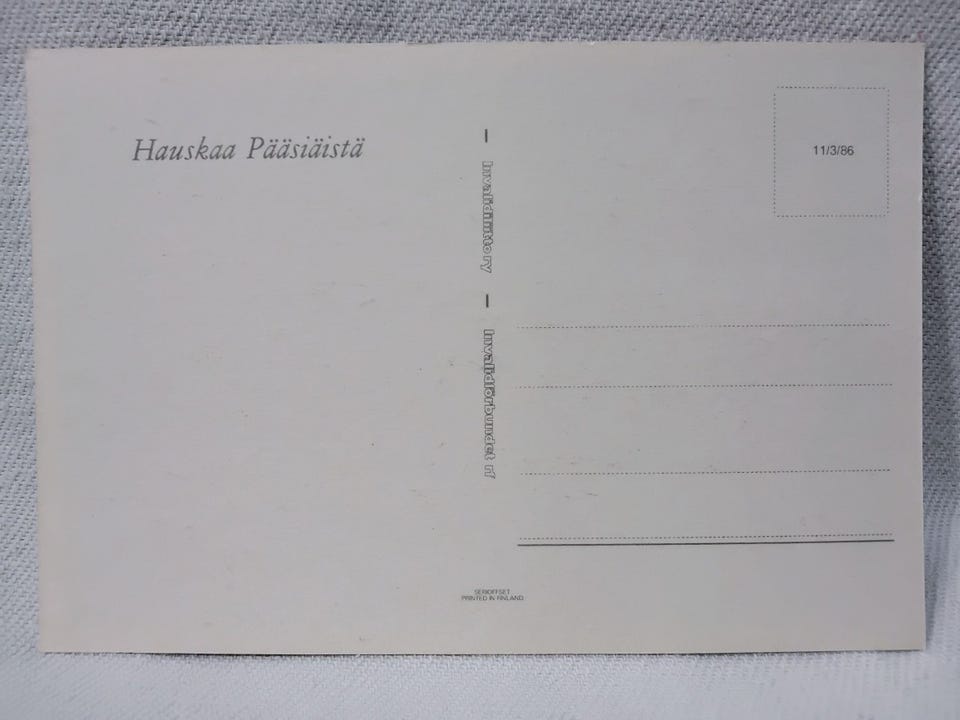 Hauskaa Pääsiäistä
Invalidiliitto ry
Invalidförbundet rf
11/3/86
SERIOFFSET
PRINTED IN FINLAND